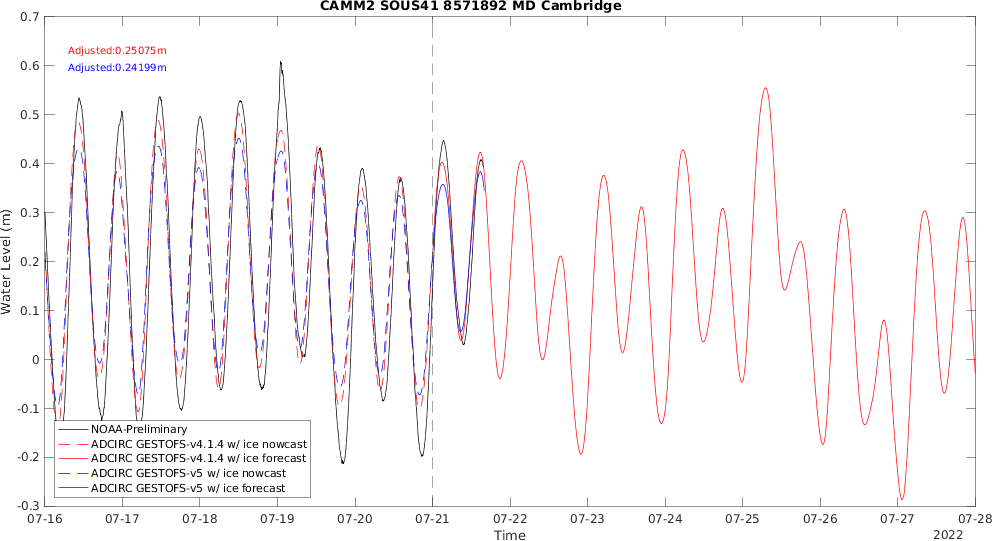 CAMM2 SOUS41 8571892 MD Cambridge
0.7
0.6
0.5
0.4
0.3
0.2
0.1
0
-0.1
-0.2
-0.3
Water Level (m)
Adjusted:0.25075m
Adjusted:0.24199m
NOAA-Preliminary
ADCIRC GESTOFS-v4.1.4 w/ ice nowcast
ADCIRC GESTOFS-v4.1.4 w/ ice forecast
ADCIRC GESTOFS-v5 w/ ice nowcast
ADCIRC GESTOFS-v5 w/ ice forecast
07-16 07-17 07-18 07-19 07-20 07-21 07-22 07-23 07-24 07-25 07-26 07-27 07-28
Time
2022